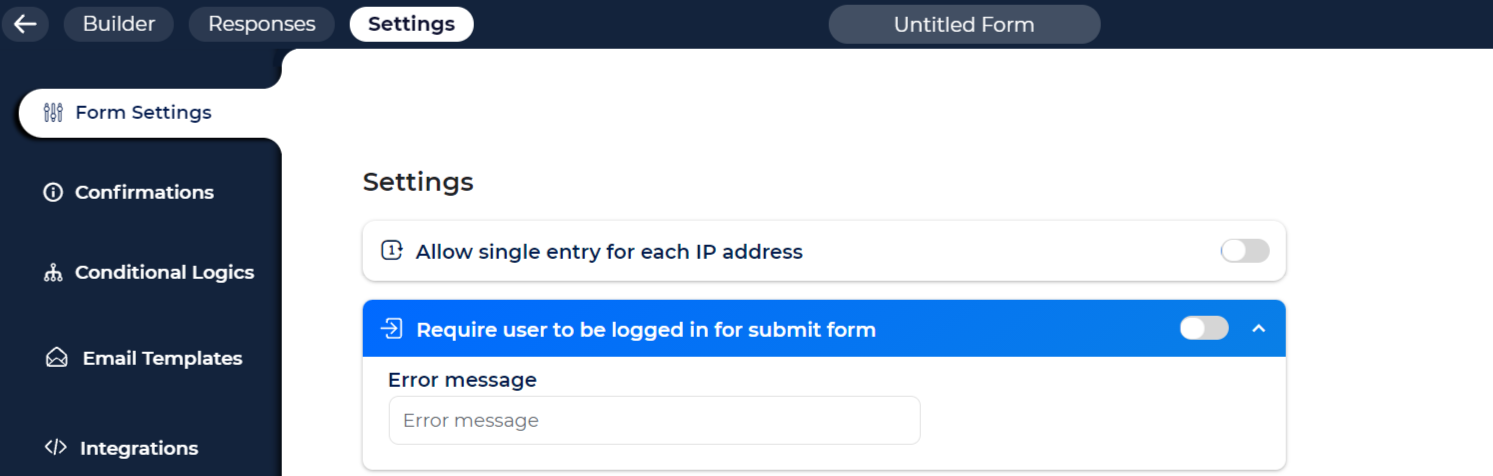 Builder
Responses
Settings
Untitled Form
Form Settings
Confirmations
Conditional Logics
Email Templates
Integrations
Settings
1
Allow single entry for each IP address
Require user to be logged in for submit form
Error message
Error message